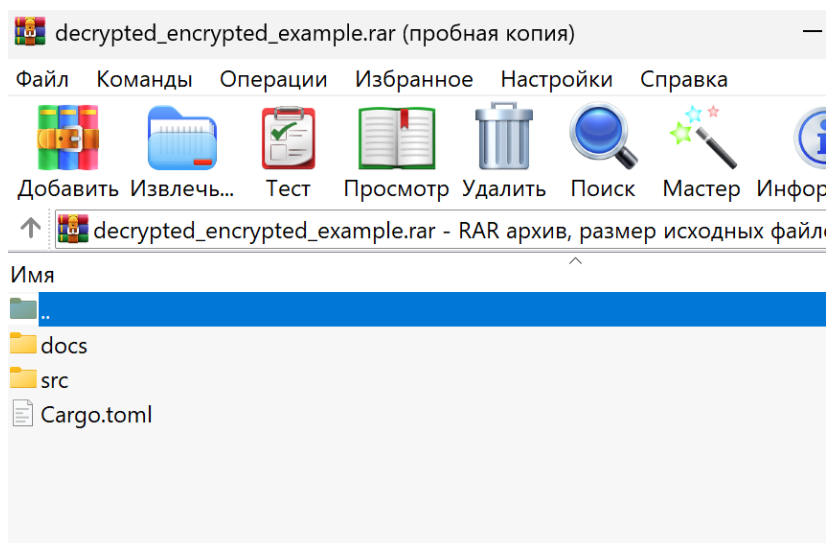 decrypted_encrypted_example.rar (пробная копия)
Файл Команды Операции Избранное Настройки Справка
Добавить Извлечь... Тест Просмотр Удалить Поиск Мастер
decrypted_encrypted_example.rar - RAR архив, размер исходных
Имя
..
docs
src
Cargo.toml